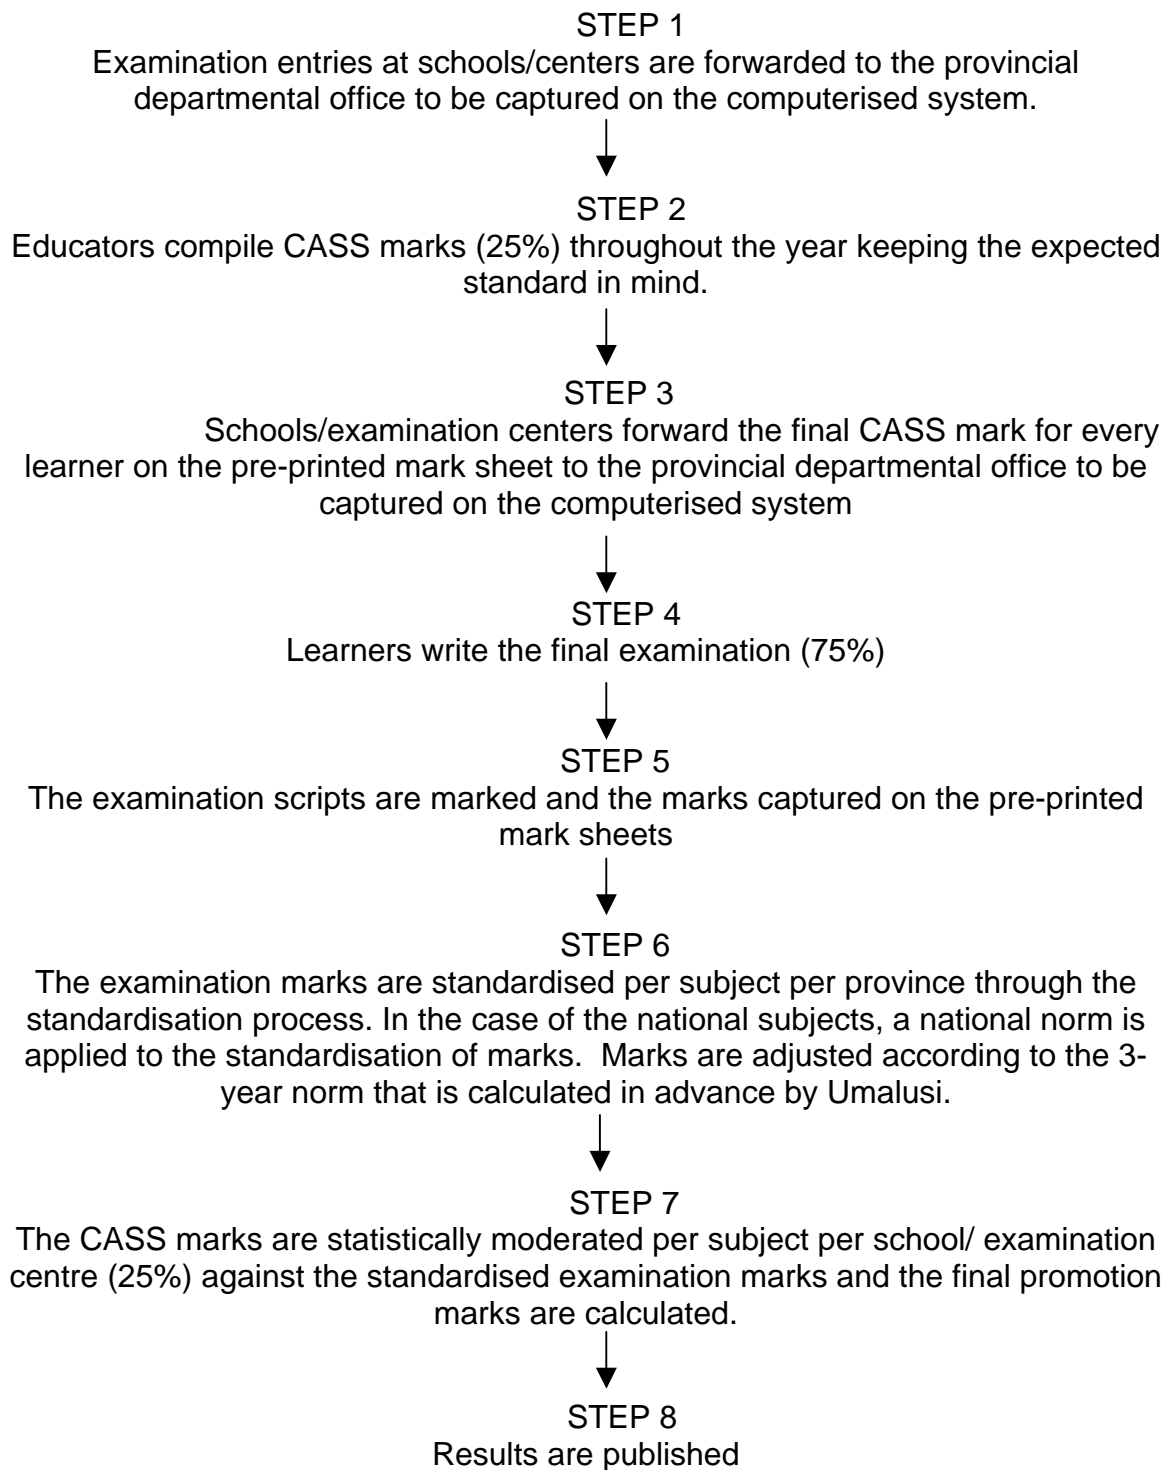 STEP 1
Examination entries at schools/centers are forwarded to the provincial
departmental office to be captured on the computerised system.
STEP 2
Educators compile CASS marks (25%) throughout the year keeping the expected
standard in mind.
STEP 3
Schools/examination centers forward the final CASS mark for every
learner on the pre-printed mark sheet to the provincial departmental office to be
captured on the computerised system
STEP 4
Learners write the final examination (75%)
STEP 5
The examination scripts are marked and the marks captured on the pre-printed
mark sheets
STEP 6
The examination marks are standardised per subject per province through the
standardisation process. In the case of the national subjects, a national norm is
applied to the standardisation of marks.  Marks are adjusted according to the 3-
year norm that is calculated in advance by Umalusi.
STEP 7
The CASS marks are statistically moderated per subject per school/ examination
centre (25%) against the standardised examination marks and the final promotion
marks are calculated.
STEP 8
Results are published